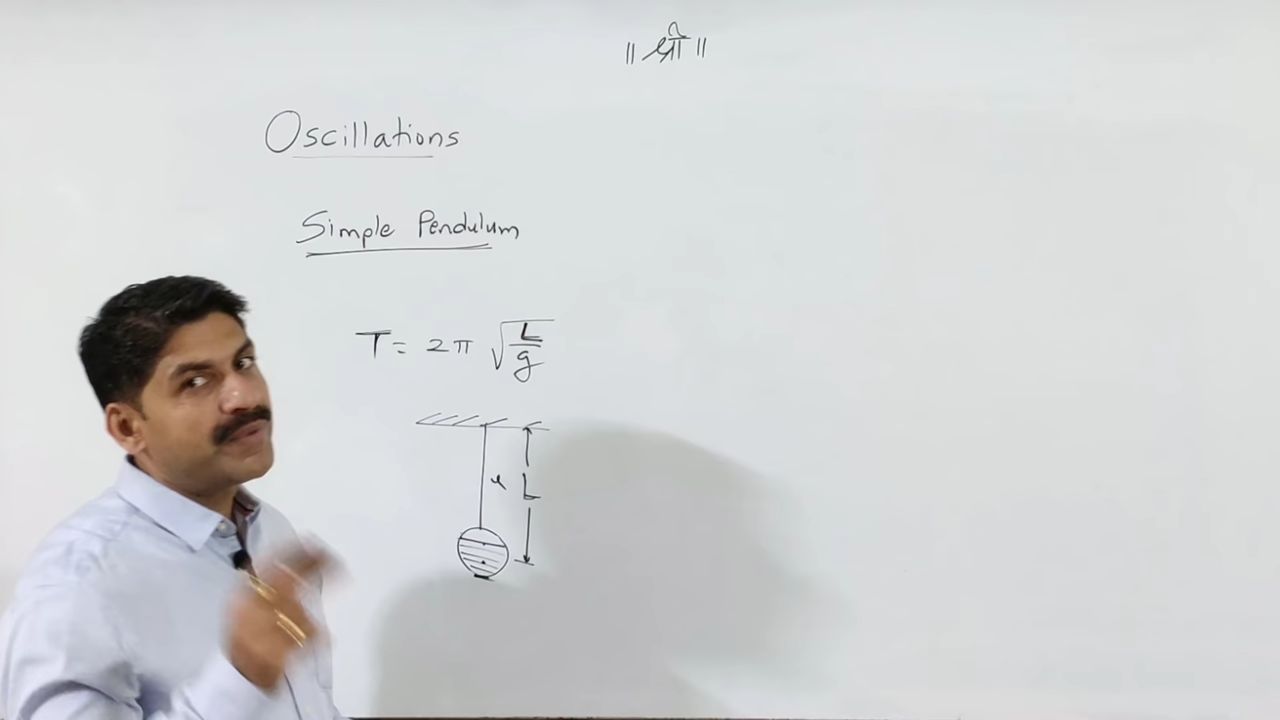 ॥ श्री ॥
Oscillations
Simple Pendulum
T = 2π √(L/g)
L